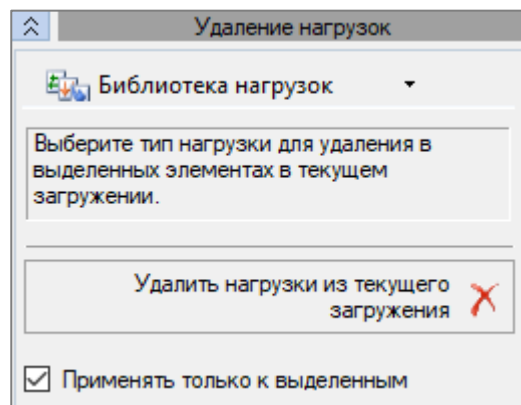 Удаление нагрузок
Библиотека нагрузок
Выберите тип нагрузки для удаления в
выделенных элементах в текущем
загружении.
Удалить нагрузки из текущего
загружения
Применять только к выделенным